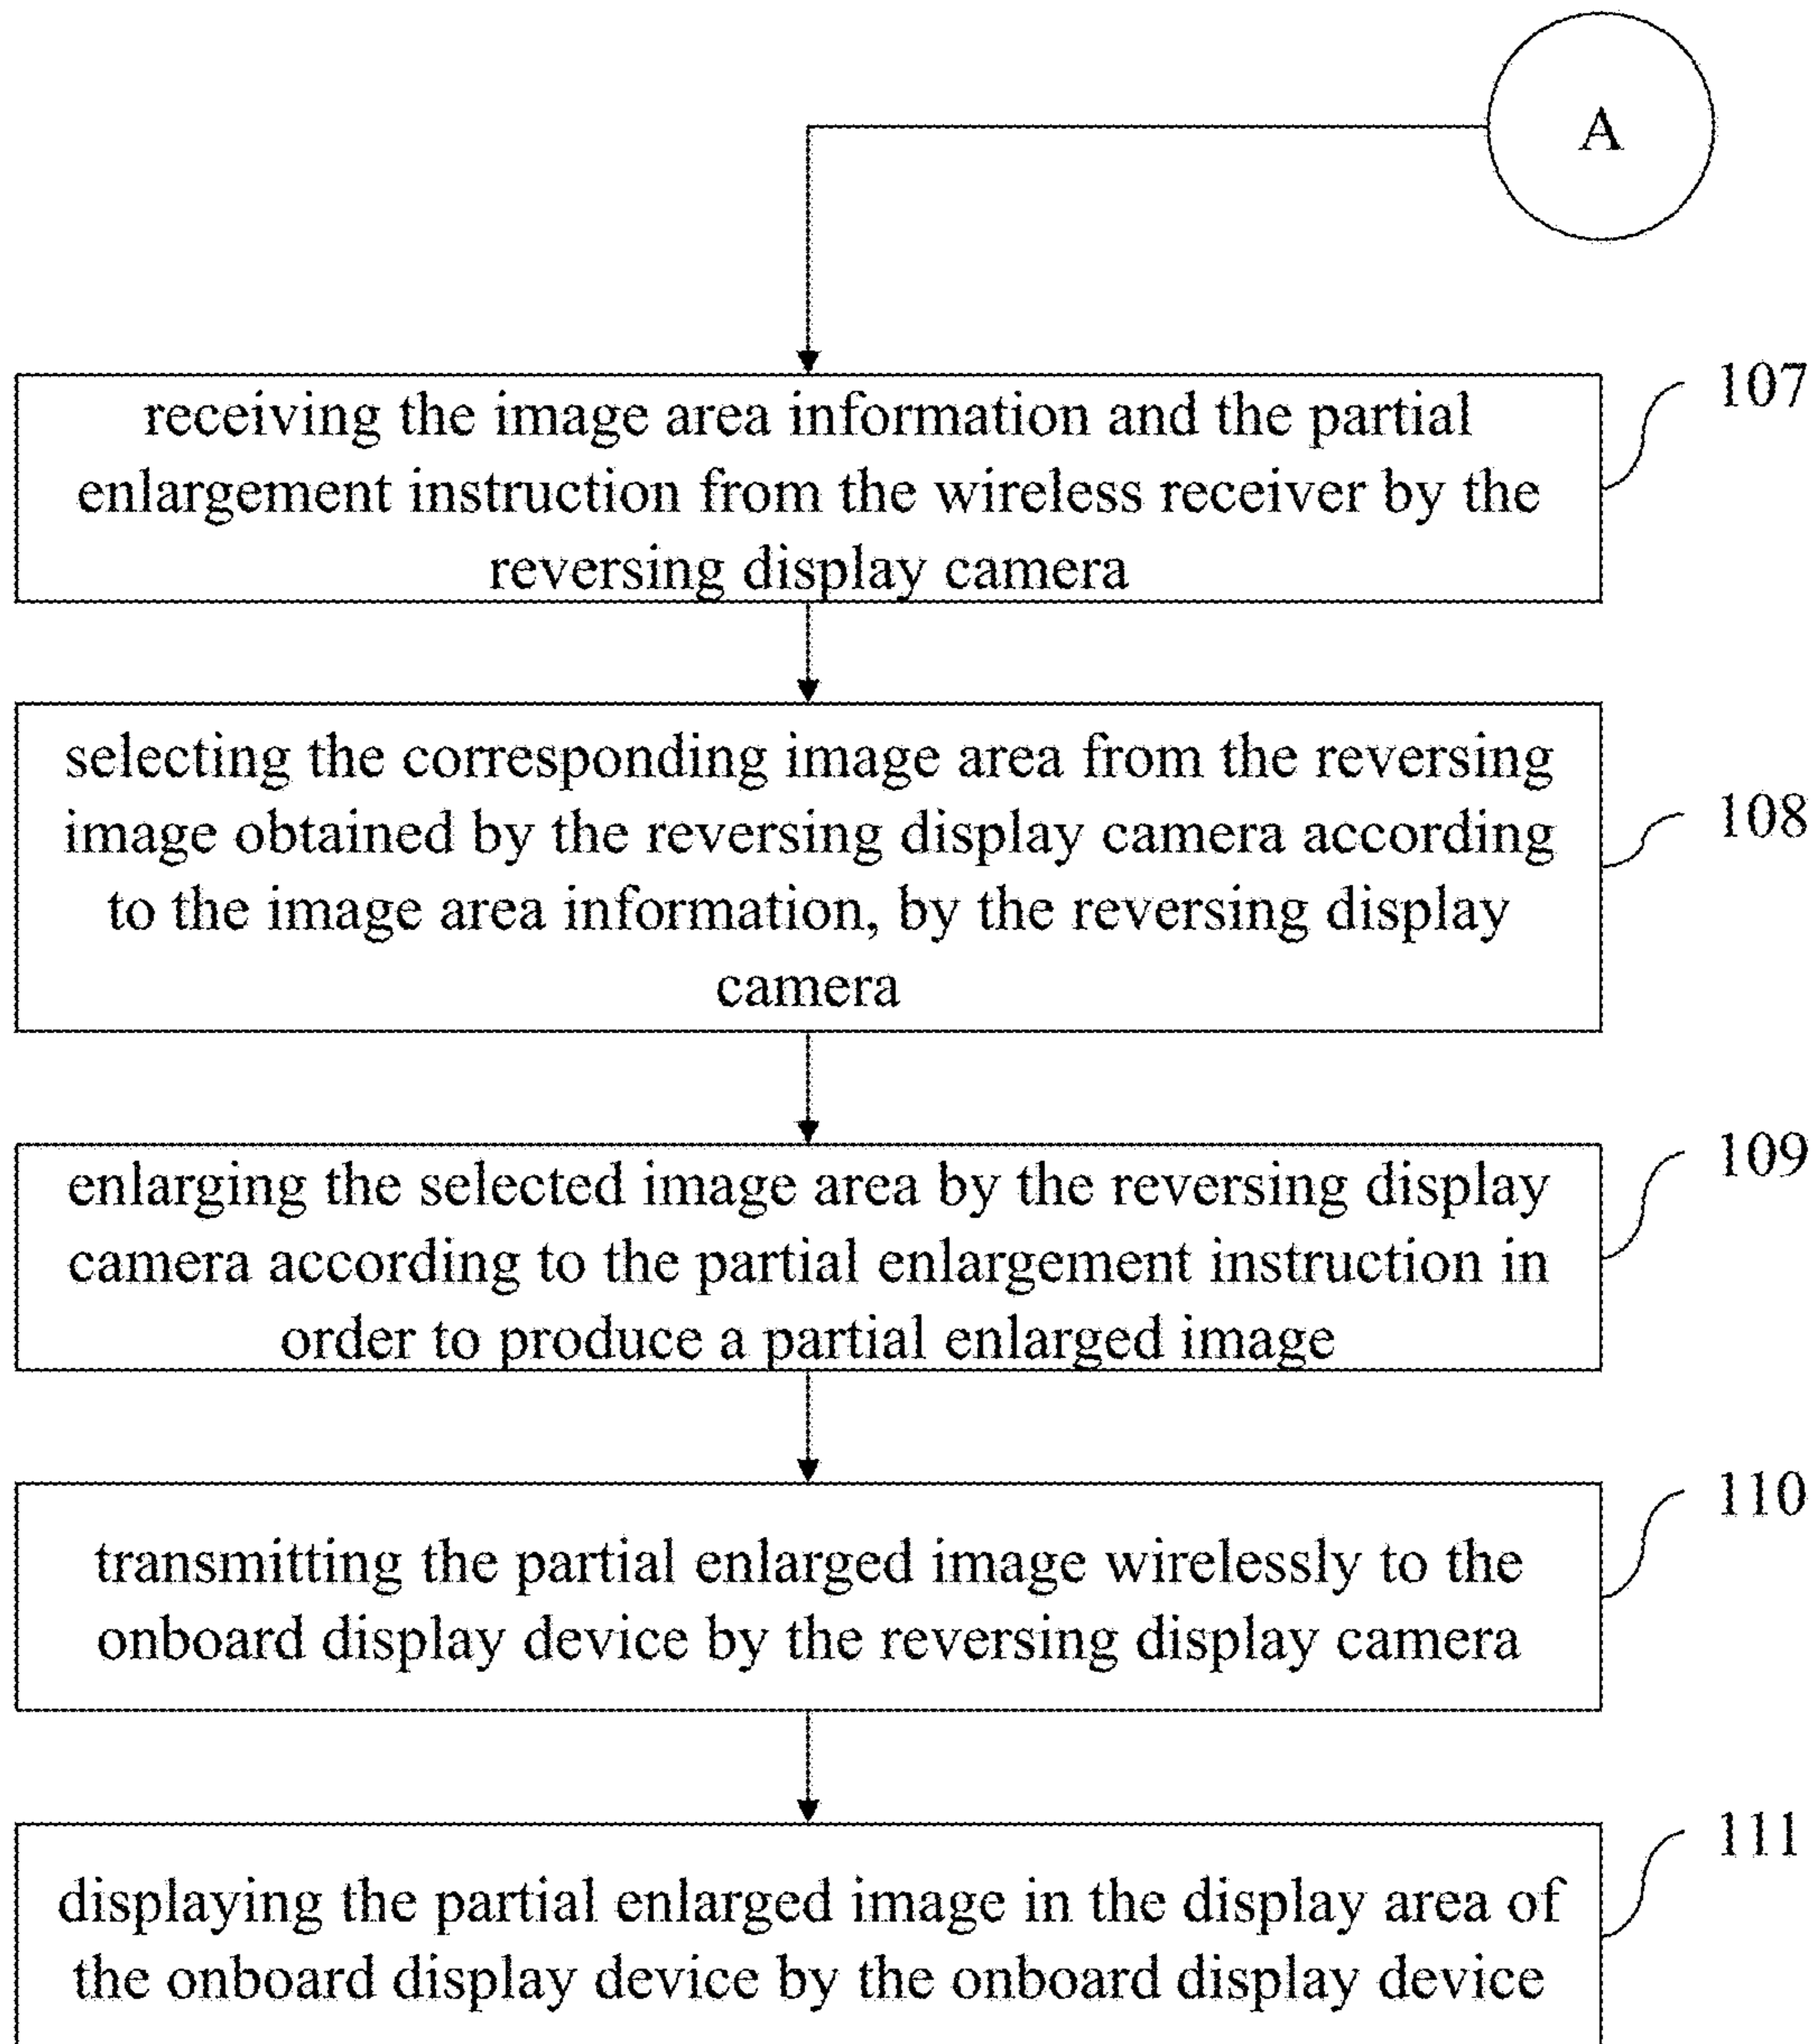 A
receiving the image area information and the partial
enlargement instruction from the wireless receiver by the
reversing display camera
107
selecting the corresponding image area from the reversing
image obtained by the reversing display camera according
to the image area information, by the reversing display
camera
108
enlarging the selected image area by the reversing display
camera according to the partial enlargement instruction in
order to produce a partial enlarged image
109
transmitting the partial enlarged image wirelessly to the
onboard display device by the reversing display camera
110
displaying the partial enlarged image in the display area of
the onboard display device by the onboard display device
111